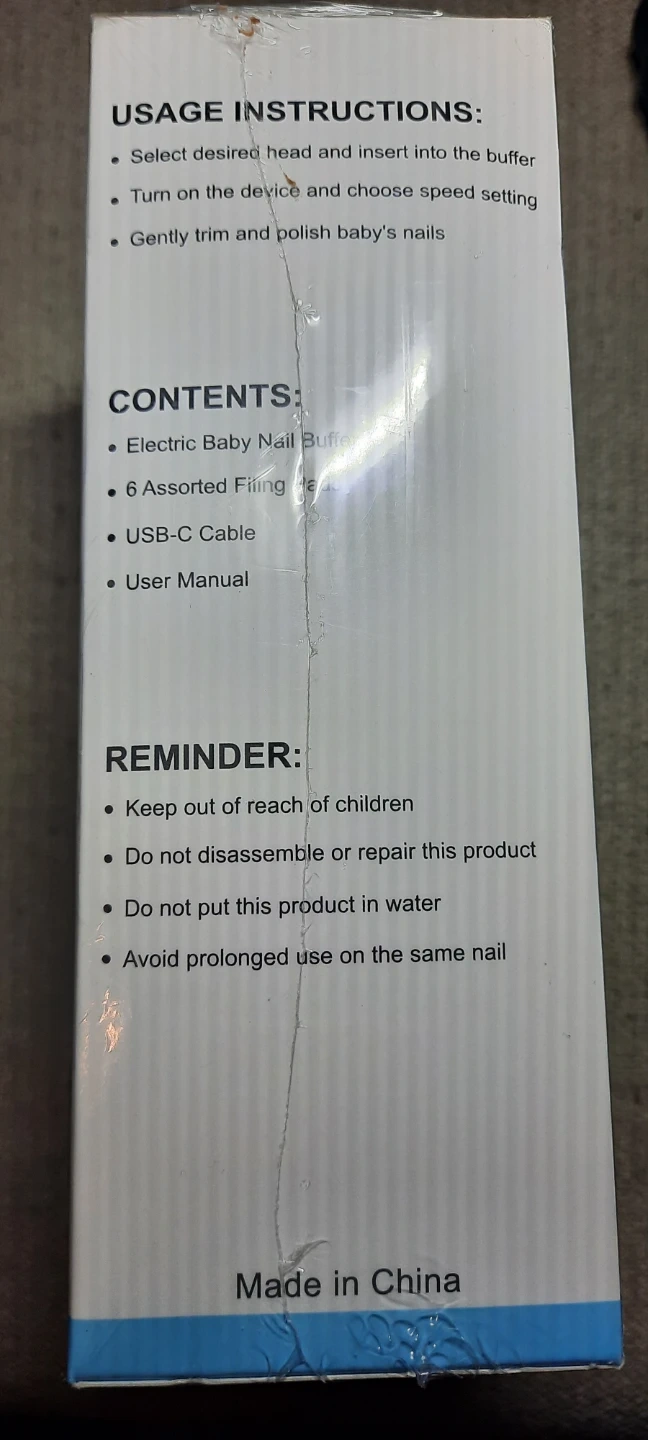 USAGE INSTRUCTIONS:
• Select desired head and insert into the buffer
• Turn on the device and choose speed setting
• Gently trim and polish baby's nails
CONTENTS:
• Electric Baby Nail Buffer
• 6 Assorted Filing
• USB-C Cable
• User Manual
REMINDER:
• Keep out of reach of children
• Do not disassemble or repair this product
• Do not put this product in water
• Avoid prolonged use on the same nail
Made in China